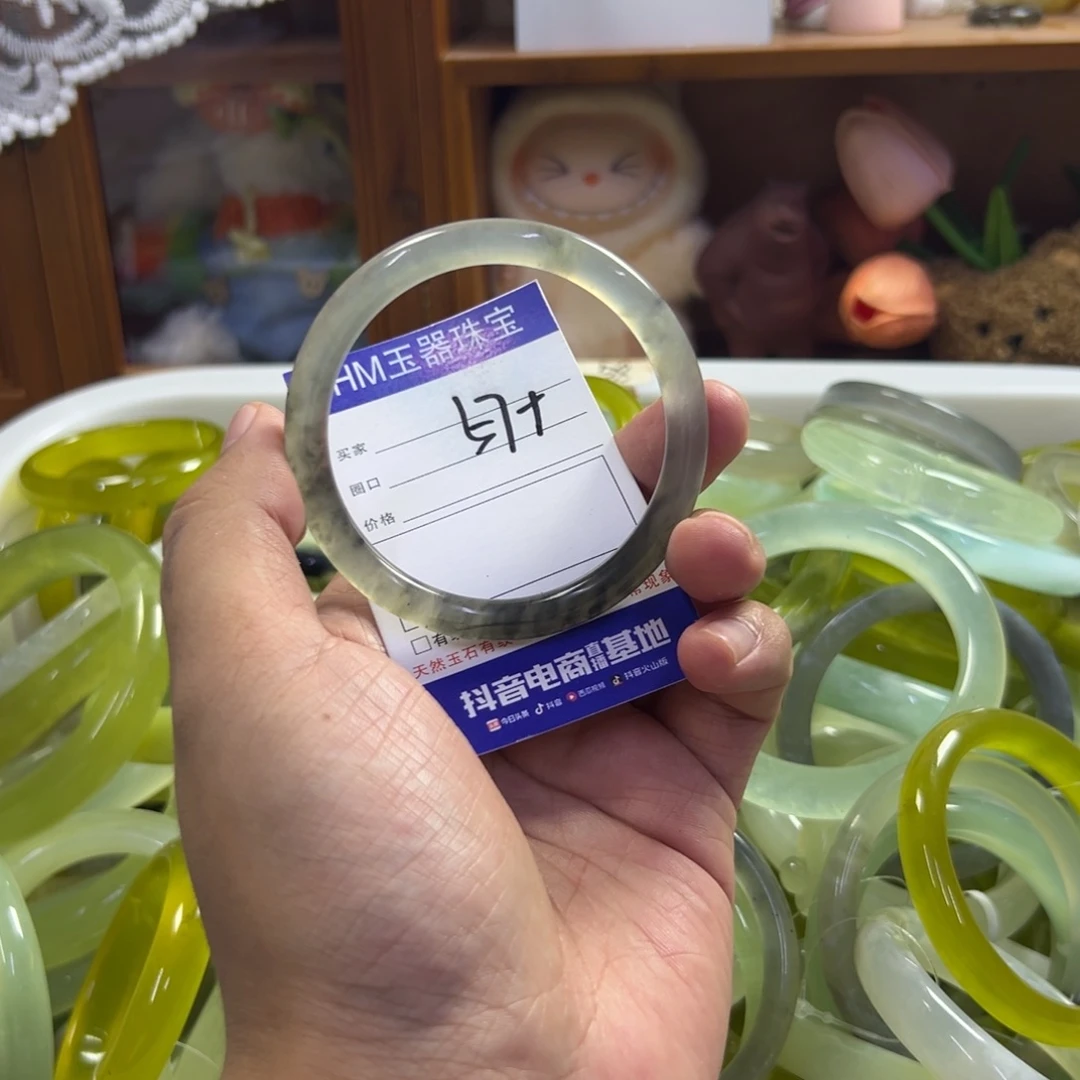 HM玉器珠宝
买家
圈口
价格
天然玉石有
抖音电商直播基地
今日头条 抖音 西瓜视频 抖音火山版